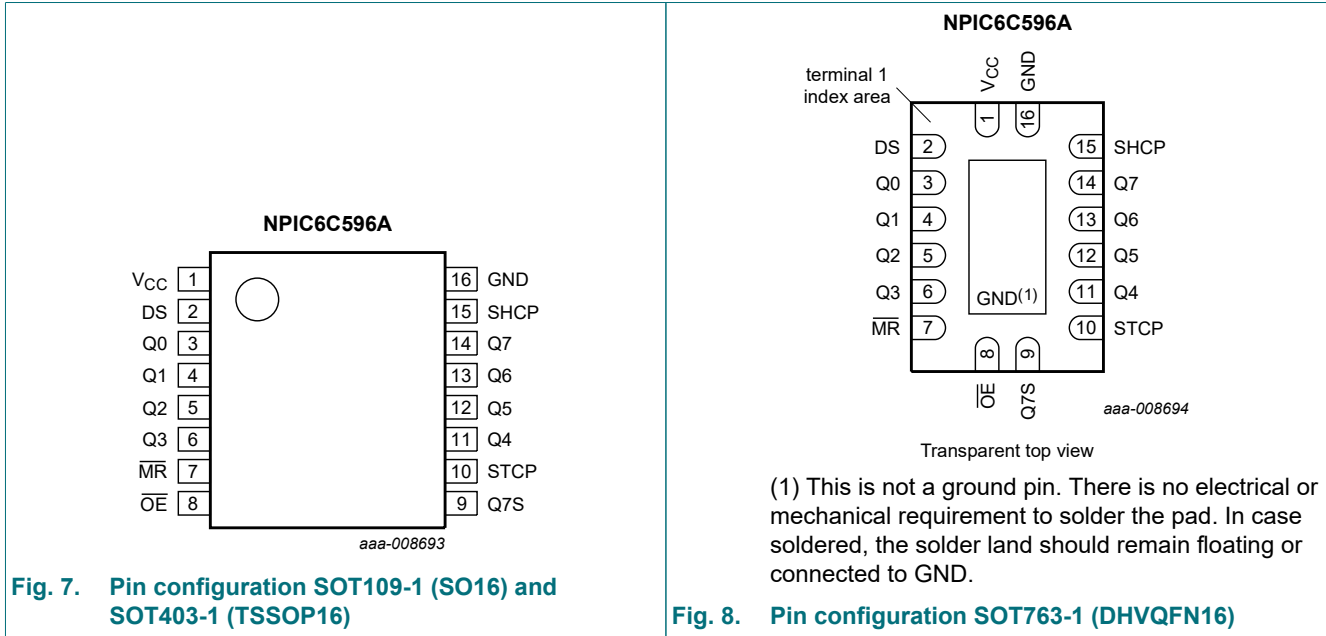 NPIC6C596A
VCC 1
DS 2
Q0 3
Q1 4
Q2 5
Q3 6
MR 7
OE 8
16 GND
15 SHCP
14 Q7
13 Q6
12 Q5
11 Q4
10 STCP
9 Q7S
aaa-008693
Fig. 7. Pin configuration SOT109-1 (SO16) and
SOT403-1 (TSSOP16)
NPIC6C596A
terminal 1
index area
VCC
GND
1
16
DS 2
Q0 3
Q1 4
Q2 5
Q3 6
MR 7
15 SHCP
14 Q7
13 Q6
12 Q5
11 Q4
10 STCP
GND(1)
8
9
OE
Q7S
aaa-008694
Transparent top view
(1) This is not a ground pin. There is no electrical or
mechanical requirement to solder the pad. In case
soldered, the solder land should remain floating or
connected to GND.
Fig. 8. Pin configuration SOT763-1 (DHVQFN16)